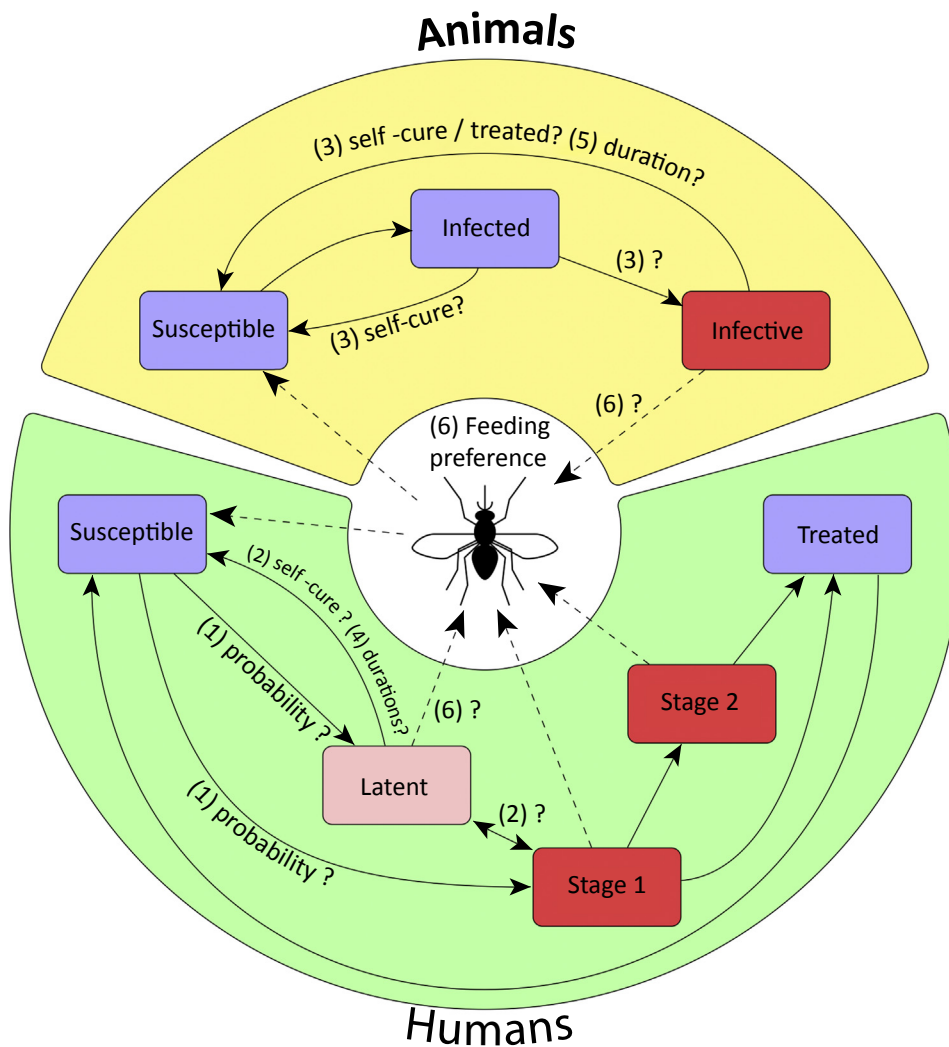 Animals
(3) self -cure / treated? (5) duration?
Infected
(3) ?
(3) self-cure?
Susceptible
Infective
(6) ?
(6) Feeding
preference
Susceptible
Treated
(2) self -cure ? (4) durations?
(1) probability ?
(6) ?
Stage 2
Latent
(1) probability ?
(2) ?
Stage 1
Humans